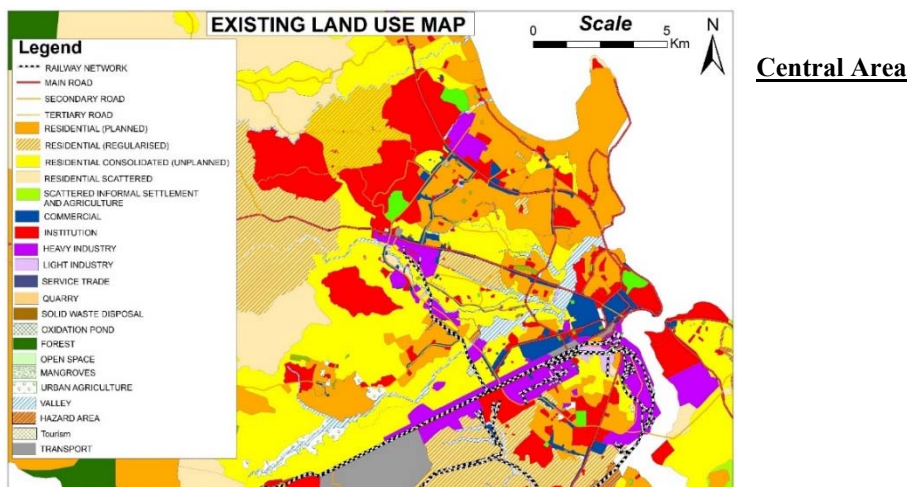 EXISTING LAND USE MAP
Scale
0 5
Km
N
Central Area
Legend
RAILWAY NETWORK
MAIN ROAD
SECONDARY ROAD
TERTIARY ROAD
RESIDENTIAL (PLANNED)
RESIDENTIAL (REGULARISED)
RESIDENTIAL CONSOLIDATED (UNPLANNED)
RESIDENTIAL SCATTERED
SCATTERED INFORMAL SETTLEMENT
AND AGRICULTURE
COMMERCIAL
INSTITUTION
HEAVY INDUSTRY
LIGHT INDUSTRY
SERVICE TRADE
QUARRY
SOLID WASTE DISPOSAL
OXIDATION POND
FOREST
OPEN SPACE
MANGROVES
URBAN AGRICULTURE
VALLEY
HAZARD AREA
Tourism
TRANSPORT